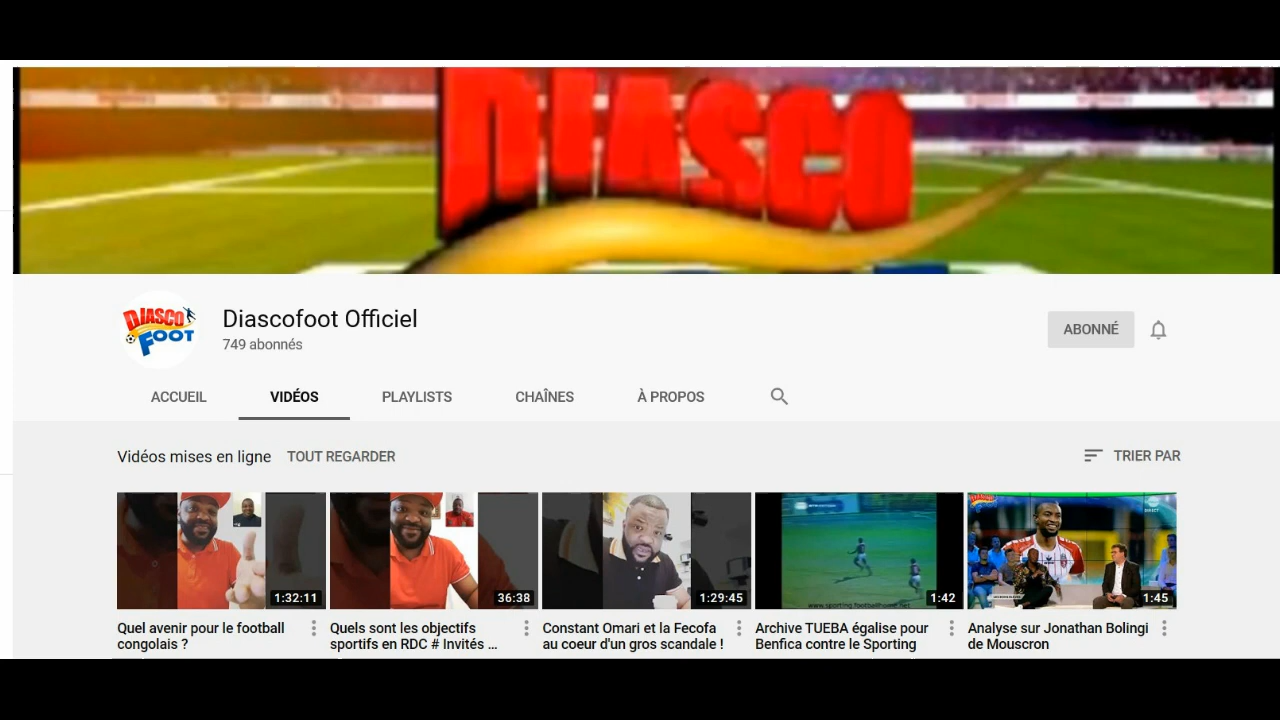 DIASCO
DIASCO
FOOT
Diascofoot Officiel
749 abonnés
ABONNÉ
ACCUEIL VIDÉOS PLAYLISTS CHAÎNES À PROPOS
Vidéos mises en ligne TOUT REGARDER TRIER PAR
1:32:11 36:38 1:29:45 1:42 1:45
Quel avenir pour le football
congolais ?
Quels sont les objectifs
sportifs en RDC # Invités ...
Constant Omari et la Fecofa
au coeur d'un gros scandale !
Archive TUEBA égalise pour
Benfica contre le Sporting
Analyse sur Jonathan Bolingi
de Mouscron